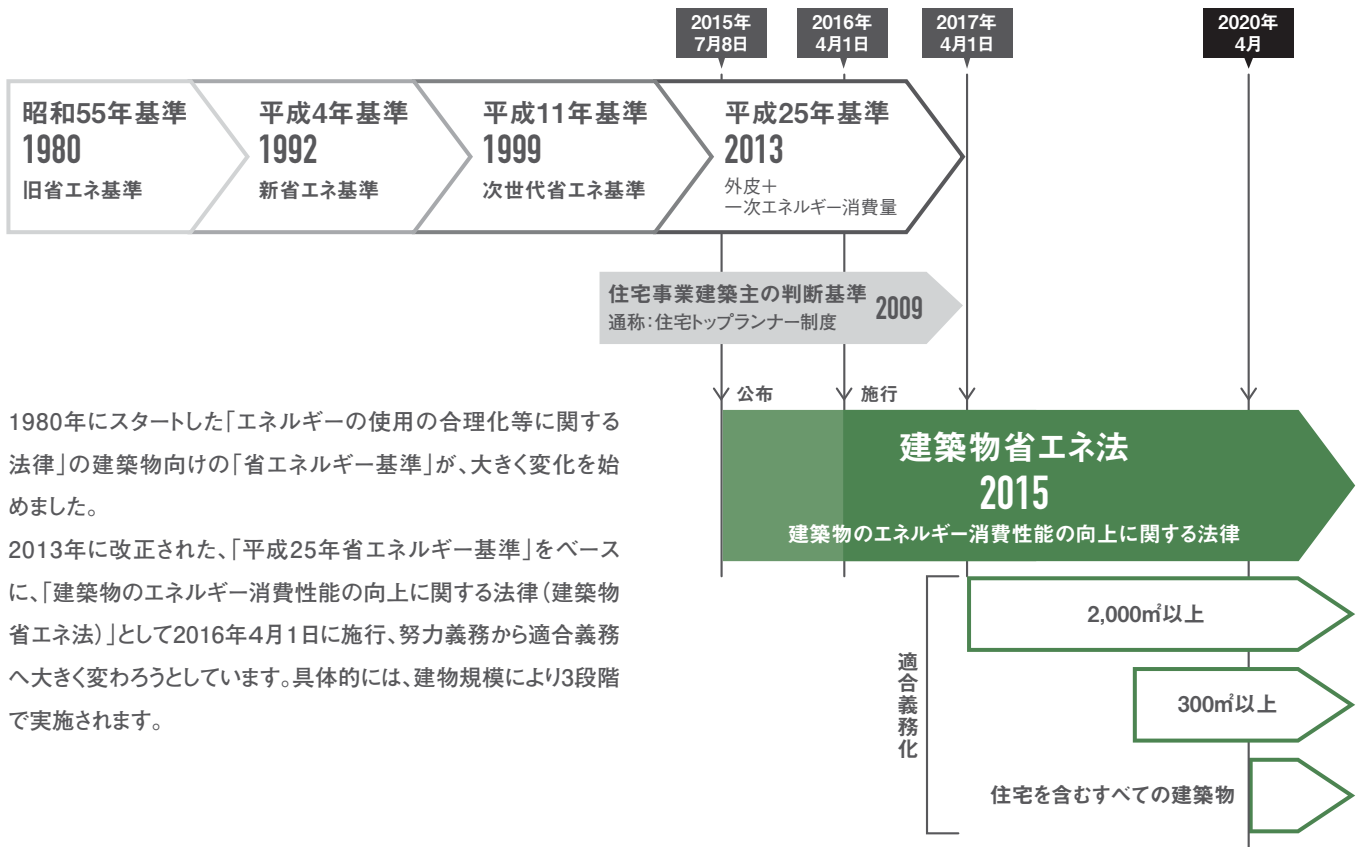 2015年
7月8日
2016年
4月1日
2017年
4月1日
2020年
4月
昭和55年基準
1980
旧省エネ基準
平成4年基準
1992
新省エネ基準
平成11年基準
1999
次世代省エネ基準
平成25年基準
2013
外皮＋
一次エネルギー消費量
住宅事業建築主の判断基準
通称：住宅トップランナー制度
2009
公布
施行
建築物省エネ法
2015
建築物のエネルギー消費性能の向上に関する法律
1980年にスタートした「エネルギーの使用の合理化等に関する
法律」の建築物向けの「省エネルギー基準」が、大きく変化を始
めました。
2013年に改正された、「平成25年省エネルギー基準」をベース
に、「建築物のエネルギー消費性能の向上に関する法律（建築物
省エネ法）」として2016年4月1日に施行、努力義務から適合義務
へ大きく変わろうとしています。具体的には、建物規模により3段階
で実施されます。
適合義務化
2,000㎡以上
300㎡以上
住宅を含むすべての建築物